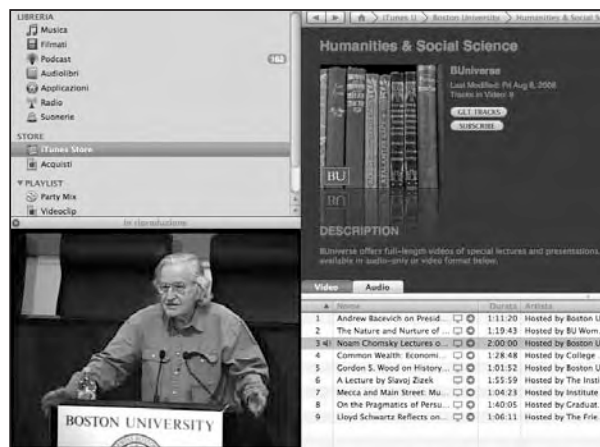 LIBRERIA
Musica
Filmati
Podcast 162
Audiolibri
Applicazioni
Radio
Suonerie
STORE
iTunes Store
Acquisti
PLAYLIST
Party Mix
Videoclip
In riproduzione
BOSTON UNIVERSITY
iTunes U Boston University Humanities & Social S
Humanities & Social Science
BUniverse
Last Modified: Fri Aug 8, 2008
Tracks in Video: 9
GET TRACKS
SUBSCRIBE
BU
DESCRIPTION
BUniverse offers full-length videos of special lectures and presentations,
available in audio-only or video format below.
Video Audio
Nome Durata Artista
1 Andrew Bacevich on Presid... 1:11:20 Hosted by Boston U
2 The Nature and Nurture of ... 1:19:43 Hosted by BU Wom
3 Noam Chomsky Lectures o... 2:00:00 Hosted by Boston U
4 Common Wealth: Economi... 1:28:48 Hosted by College
5 Gordon S. Wood on History... 1:01:52 Hosted by Boston U
6 A Lecture by Slavoj Zizek 1:55:59 Hosted by The Insti
7 Mecca and Main Street: Mu... 1:04:23 Hosted by Institute
8 On the Pragmatics of Persu... 1:40:05 Hosted by Graduat
9 Lloyd Schwartz Reflects on... 1:06:11 Hosted by The Frie